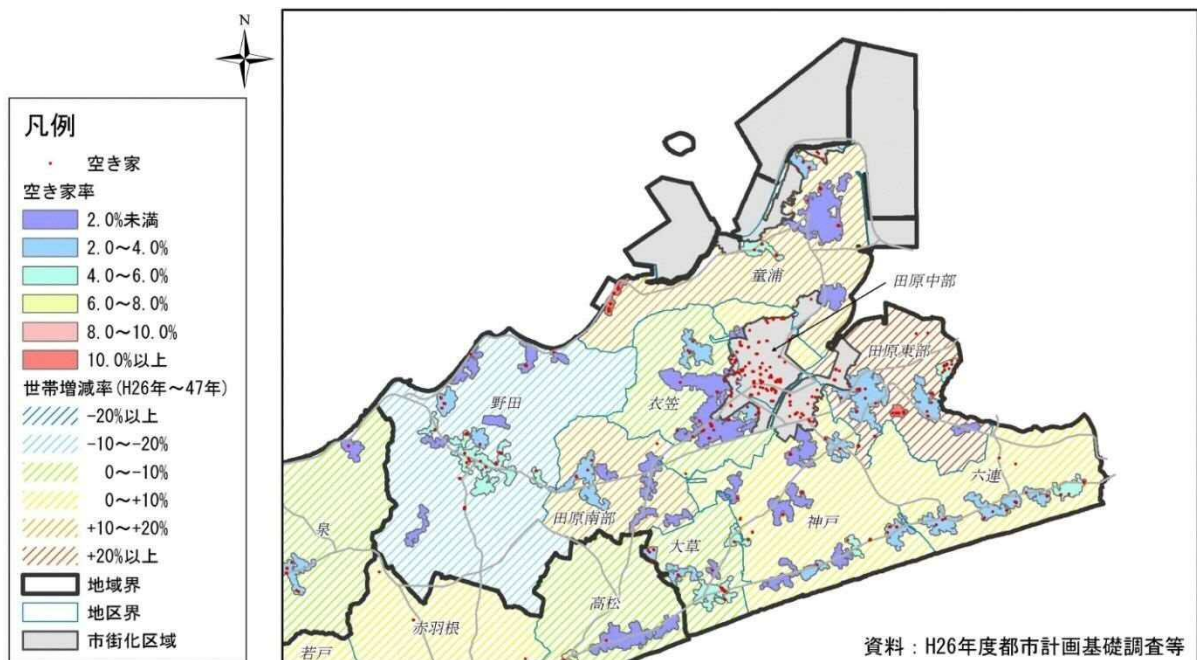 N
凡例
空き家
空き家率
2.0%未満
2.0～4.0%
4.0～6.0%
6.0～8.0%
8.0～10.0%
10.0%以上
世帯増減率(H26年～47年)
-20%以上
-10～-20%
0～-10%
0～+10%
+10～+20%
+20%以上
地域界
地区界
市街化区域
童浦
田原中部
田原東部
野田
衣笠
六連
泉
田原南部
神戸
大草
高松
赤羽根
若戸
資料：H26年度都市計画基礎調査等